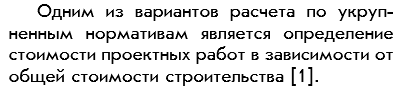 Одним из вариантов расчета по укруп-
ненным нормативам является определение
стоимости проектных работ в зависимости от
общей стоимости строительства [1].